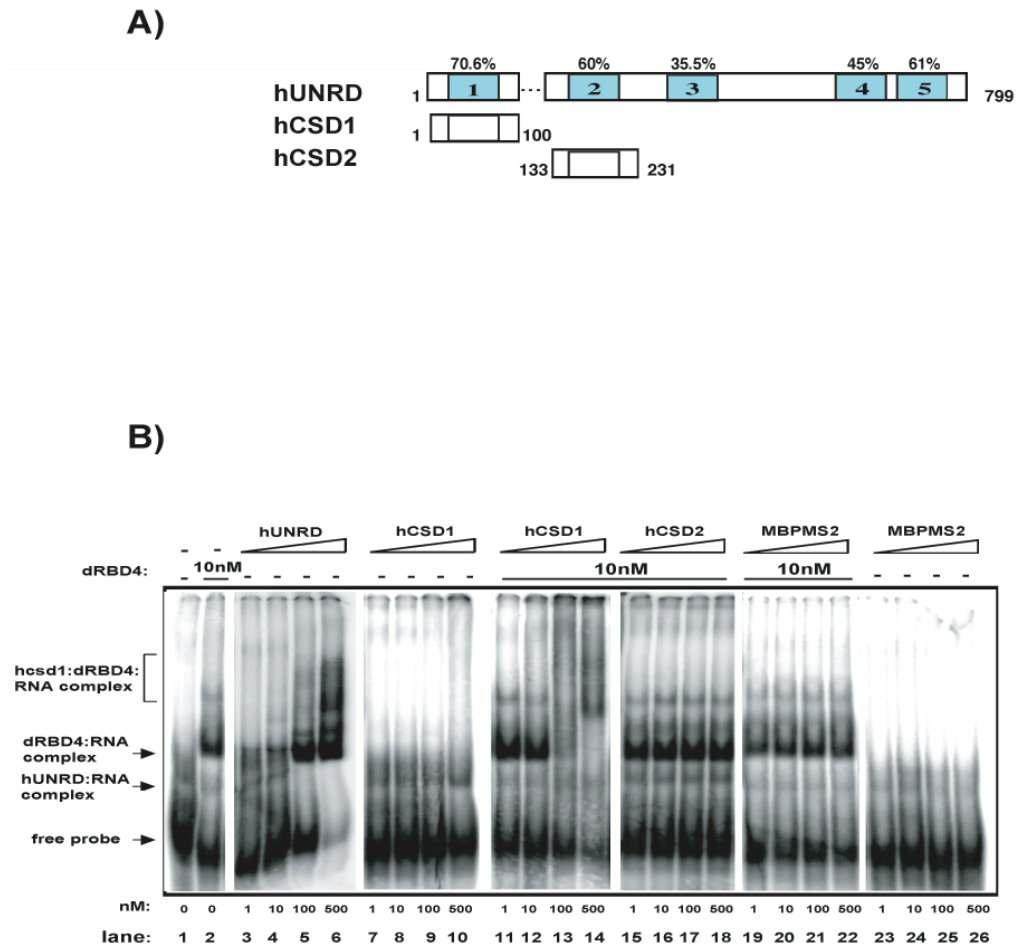 A)
70.6% 60% 35.5% 45% 61%
hUNRD 1 1 2 3 4 5 799
hCSD1 1 100
hCSD2 133 231
B)
hUNRD hCSD1 hCSD1 hCSD2 MBPMS2 MBPMS2
- -
dRBD4: - 10nM - - - - - - - - 10nM 10nM 10nM - - - -
hcsd1:dRBD4:
RNA complex
dRBD4:RNA
complex
hUNRD:RNA
complex
free probe
nM: 0 0 1 10 100 500 1 10 100 500 1 10 100 500 1 10 100 500 1 10 100 500 1 10 100 500
lane: 1 2 3 4 5 6 7 8 9 10 11 12 13 14 15 16 17 18 19 20 21 22 23 24 25 26